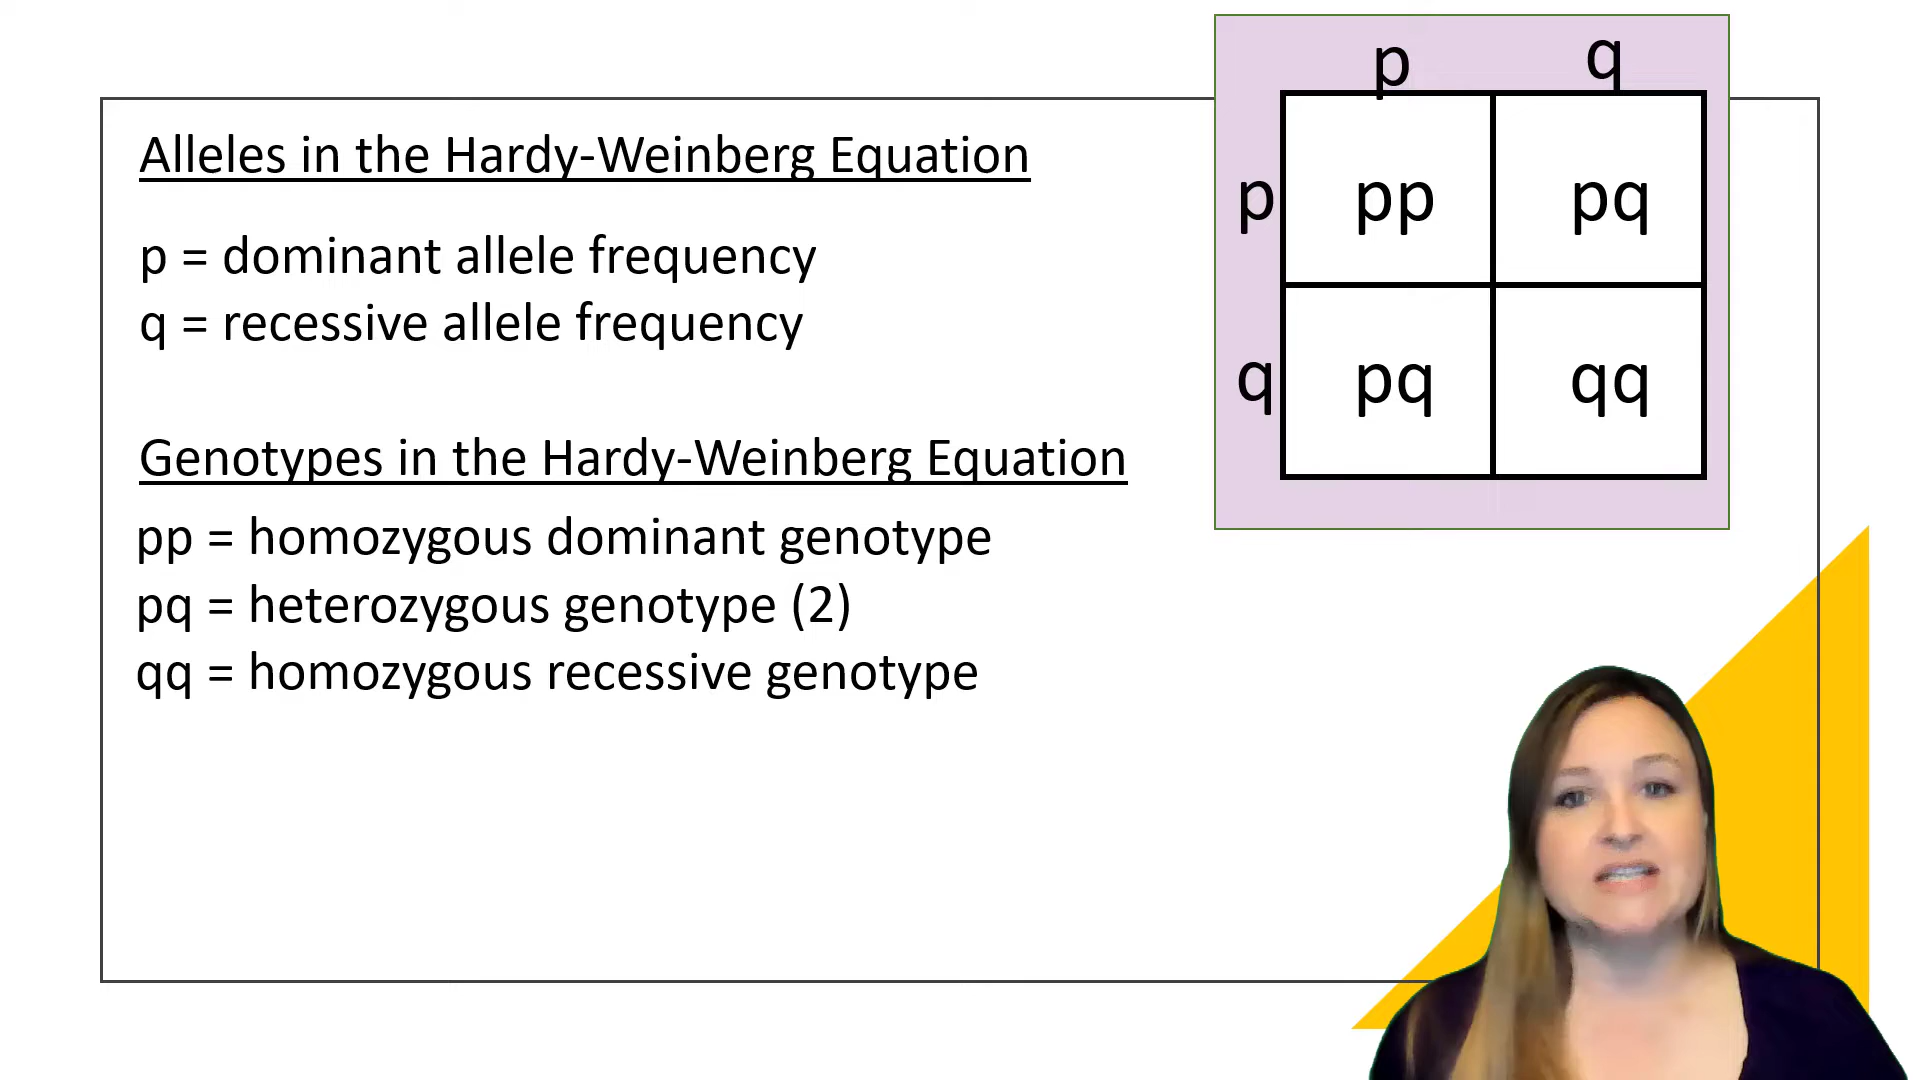 Alleles in the Hardy-Weinberg Equation
p = dominant allele frequency
q = recessive allele frequency
Genotypes in the Hardy-Weinberg Equation
pp = homozygous dominant genotype
pq = heterozygous genotype (2)
qq = homozygous recessive genotype
p q
p pp pq
q pq qq